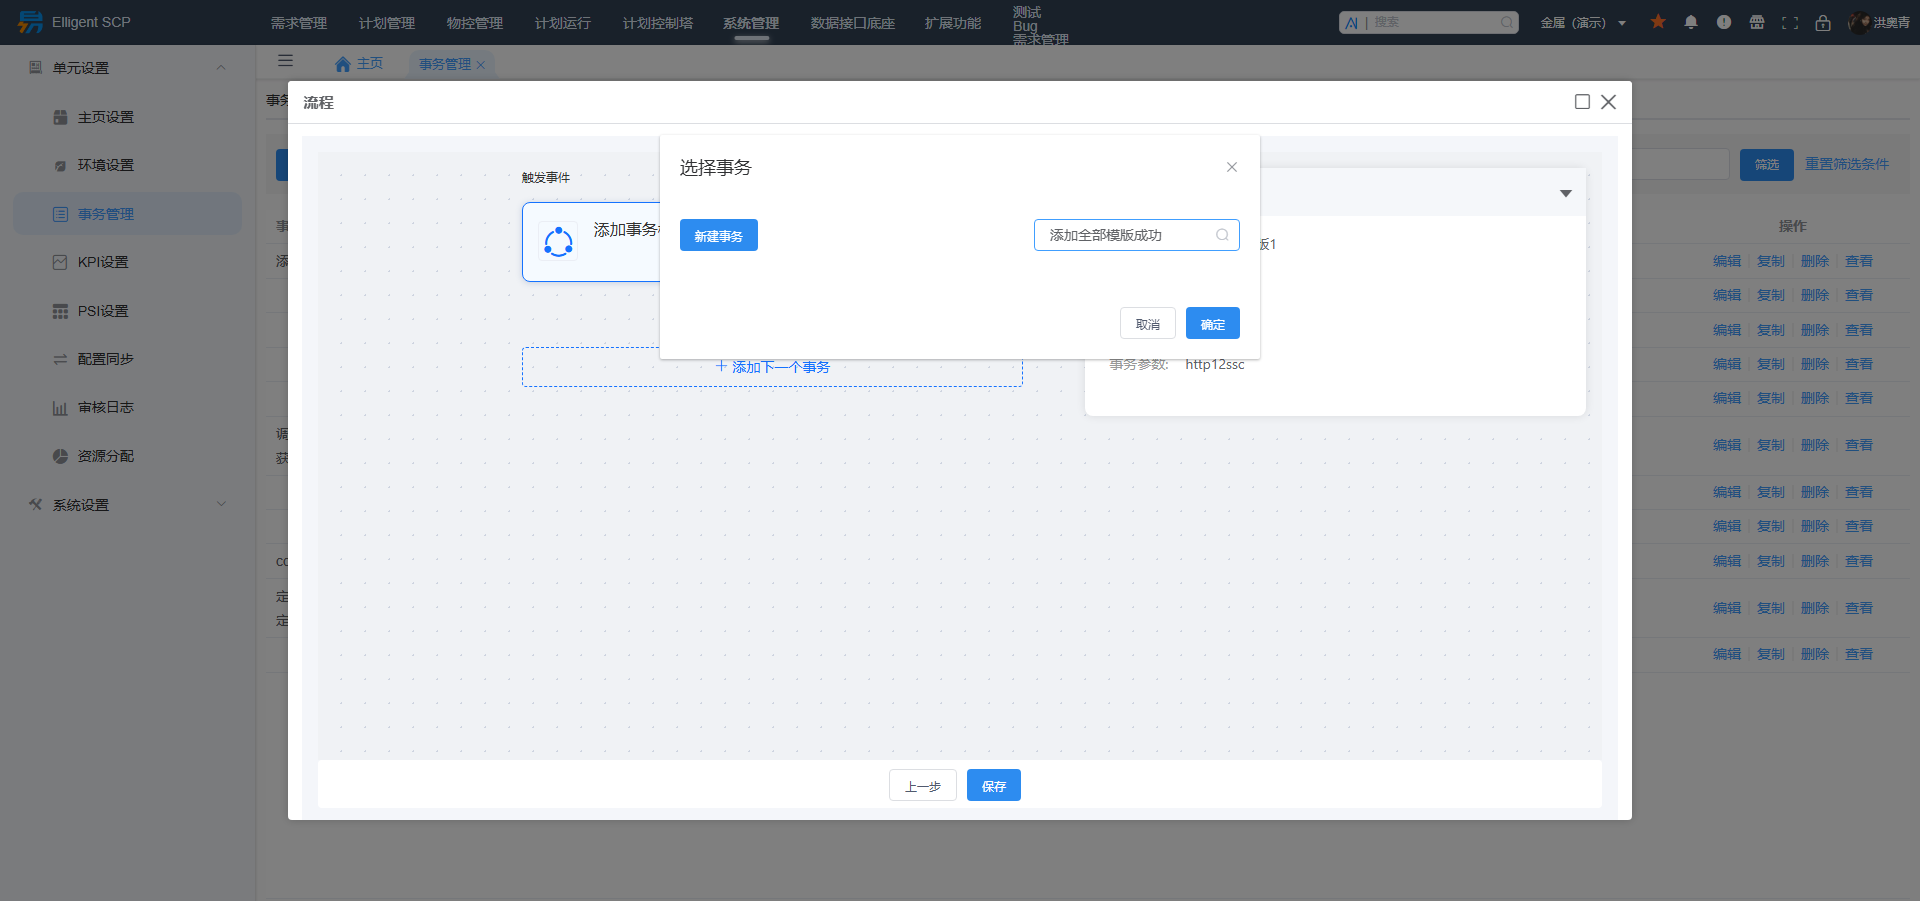 Elligent SCP
需求管理 计划管理 物控管理 计划运行 计划控制塔 系统管理 数据接口底座 扩展功能
测试
Bug
需求管理
AI | 搜索
金属（演示）
洪奥青
单元设置
主页设置
环境设置
事务管理
KPI设置
PSI设置
配置同步
审核日志
资源分配
系统设置
主页 事务管理
事务
流程
触发事件
添加事务
选择事务
新建事务
添加全部模版成功
取消 确定
版1
添加下一个事务
事务参数: http12ssc
上一步 保存
筛选 重置筛选条件
操作
编辑 复制 删除 查看
编辑 复制 删除 查看
编辑 复制 删除 查看
编辑 复制 删除 查看
编辑 复制 删除 查看
调
获
编辑 复制 删除 查看
编辑 复制 删除 查看
编辑 复制 删除 查看
编辑 复制 删除 查看
定
定
编辑 复制 删除 查看
编辑 复制 删除 查看